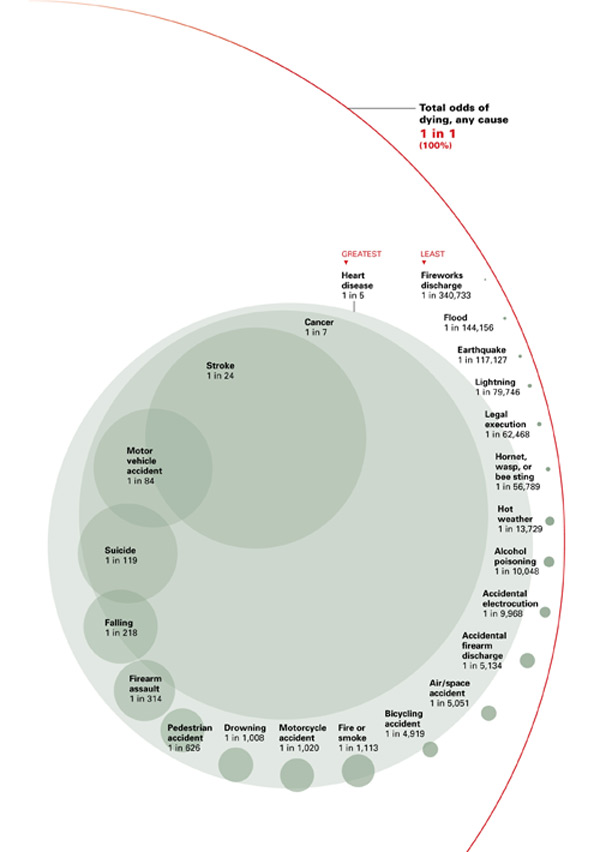 Total odds of
dying, any cause
1 in 1
(100%)
GREATEST
Heart
disease
1 in 5
LEAST
Fireworks
discharge
1 in 340,733
Cancer
1 in 7
Flood
1 in 144,156
Earthquake
1 in 117,127
Stroke
1 in 24
Lightning
1 in 79,746
Legal
execution
1 in 62,468
Motor
vehicle
accident
1 in 84
Hornet,
wasp, or
bee sting
1 in 56,789
Hot
weather
1 in 13,729
Suicide
1 in 119
Alcohol
poisoning
1 in 10,048
Accidental
electrocution
1 in 9,968
Falling
1 in 218
Accidental
firearm
discharge
1 in 5,134
Firearm
assault
1 in 314
Air/space
accident
1 in 5,051
Bicycling
accident
1 in 4,919
Pedestrian
accident
1 in 626
Drowning
1 in 1,008
Motorcycle
accident
1 in 1,020
Fire or
smoke
1 in 1,113